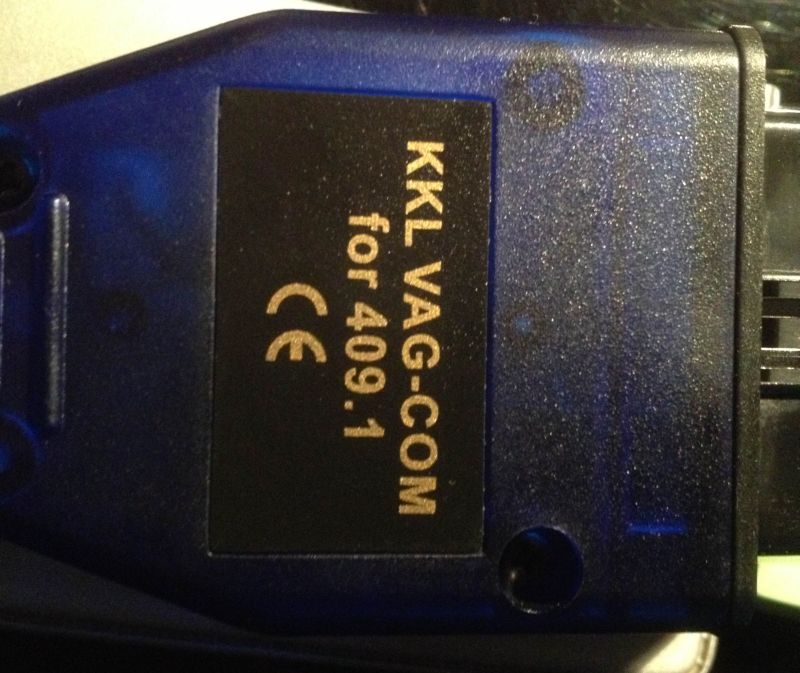 KKL VAG-COM
for 409.1
CE